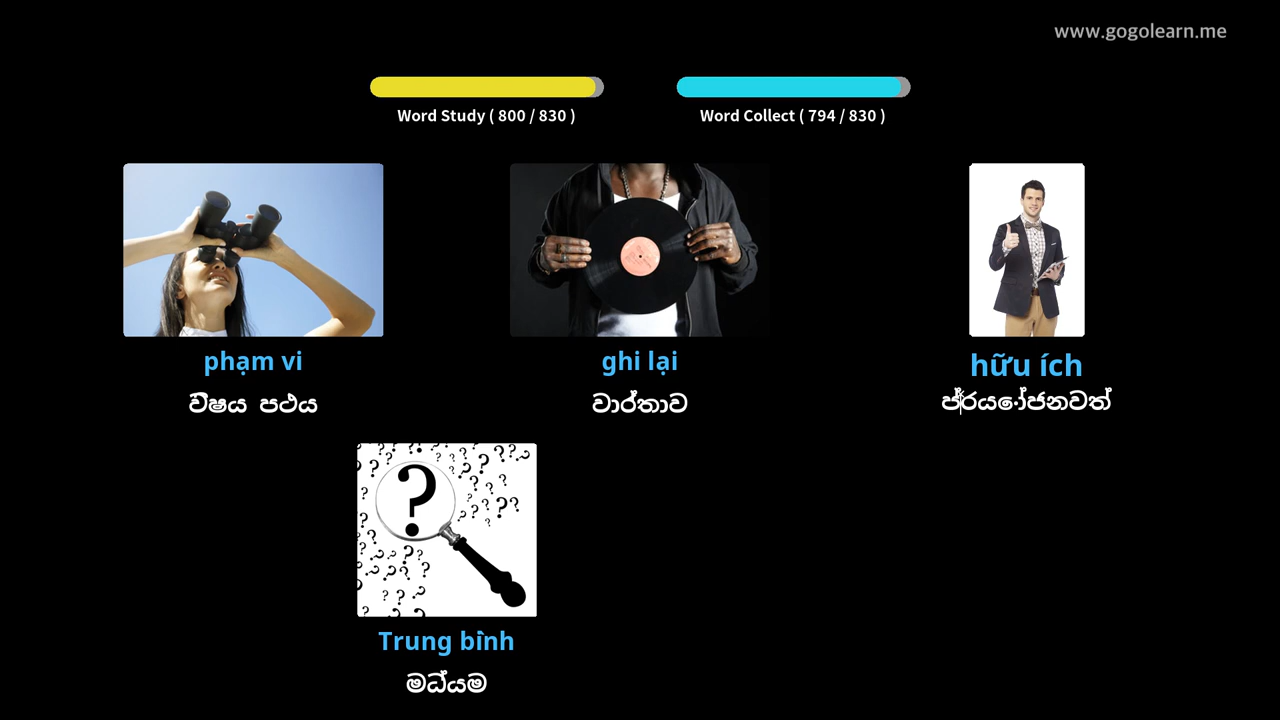 www.gogolearn.me
Word Study ( 800 / 830 )
Word Collect ( 794 / 830 )
phạm vi
ghi lại
hữu ích
විෂය පථය
වාර්තාව
ප්රයෝජනවත්
Trung bình
මධ්යම